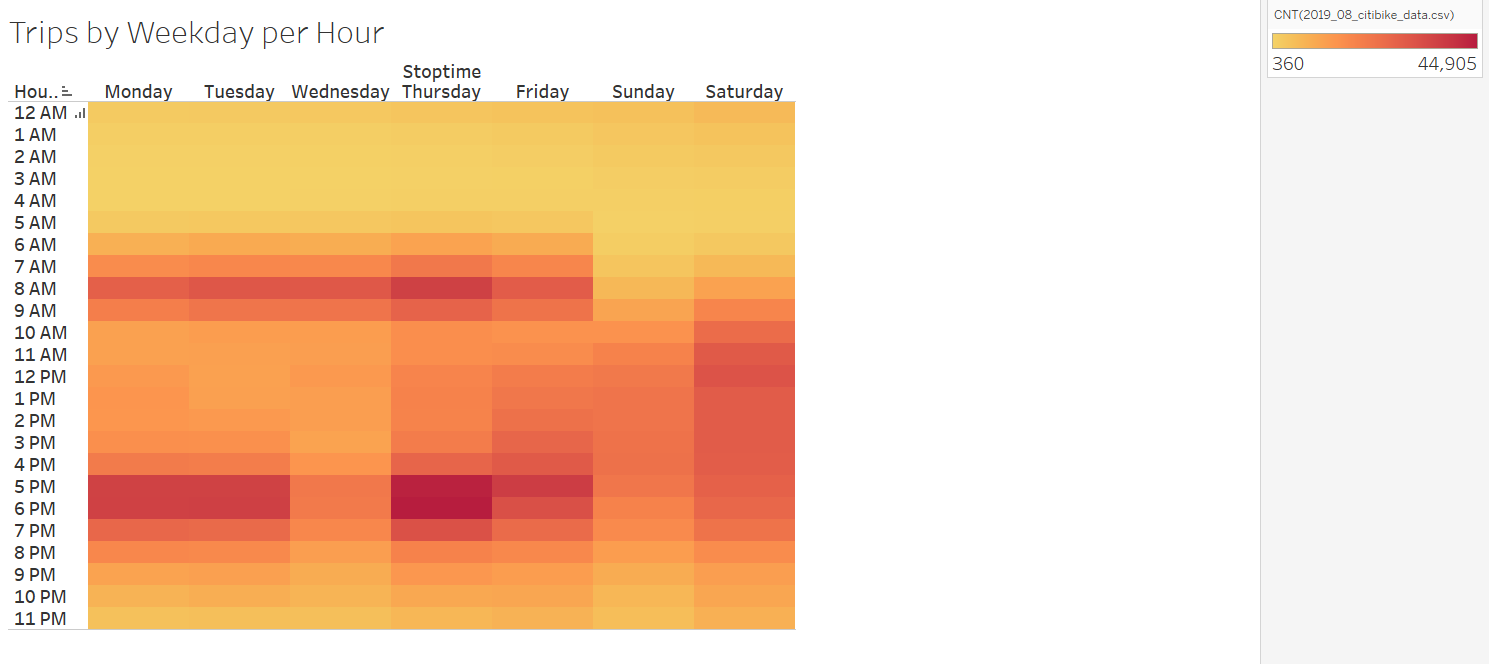 Trips by Weekday per Hour
CNT(2019_08_citibike_data.csv)
360 44,905
Stoptime
Hou.. Monday Tuesday Wednesday Thursday Friday Sunday Saturday
12 AM
1 AM
2 AM
3 AM
4 AM
5 AM
6 AM
7 AM
8 AM
9 AM
10 AM
11 AM
12 PM
1 PM
2 PM
3 PM
4 PM
5 PM
6 PM
7 PM
8 PM
9 PM
10 PM
11 PM